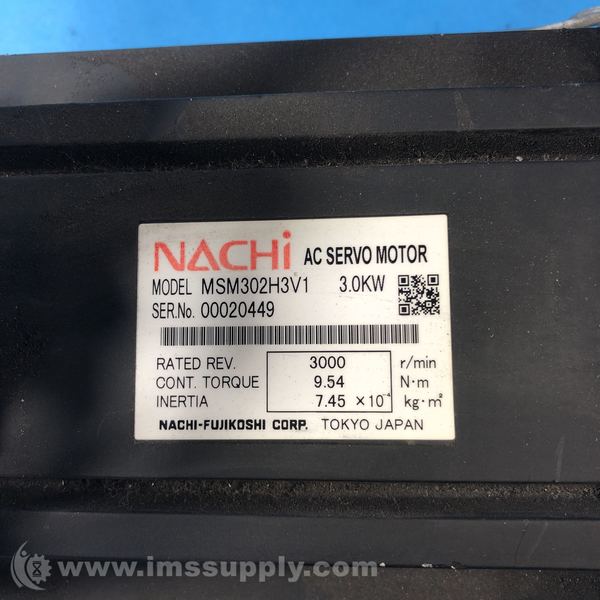 NACHi AC SERVO MOTOR
MODEL MSM302H3V1 3.0KW
SER.No. 00020449
RATED REV. 3000 r/min
CONT. TORQUE 9.54 N·m
INERTIA 7.45 ×10⁻⁴ kg·m²
NACHI-FUJIKOSHI CORP. TOKYO JAPAN
www.imssupply.com